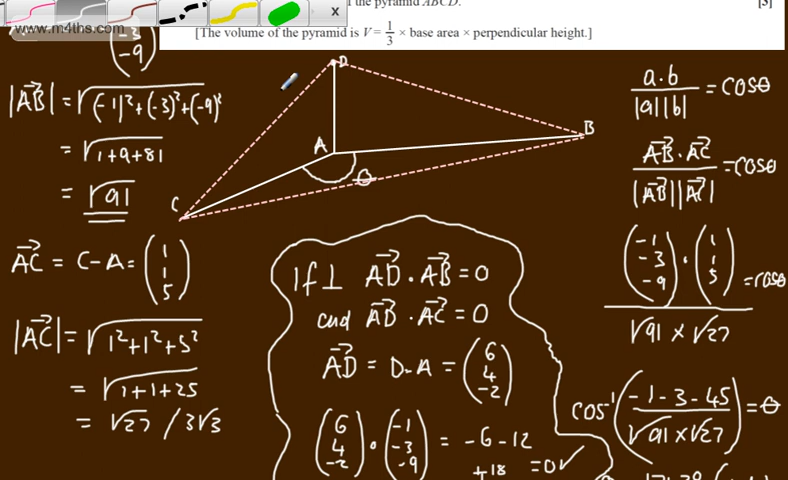 the pyramid ABCD. [3]
[The volume of the pyramid is V = 1/3 × base area × perpendicular height.]
x
www.m4ths.com
(-3 -9)
|AB| = √(-1)²+(-3)²+(-9)²
= √1+9+81
= √91
AC = C-A = (1 1 5)
|AC| = √1²+1²+5²
= √1+1+25
= √27 / 3√3
D
A
B
C
θ
If ⊥ AD . AB = 0
and AD . AC = 0
AD = D-A = (6 4 -2)
(6 4 -2) . (-1 -3 -9) = -6-12
+18 = 0 ✓
a.b / |a||b| = cosθ
AB . AC / |AB||AC| = cosθ
(-1 -3 -9) . (1 1 5) / √91 × √27 = cosθ
cos⁻¹ (-1-3-45 / √91 × √27) = θ